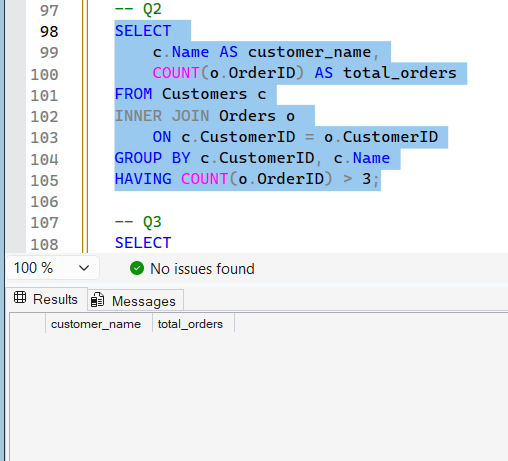 97
-- Q2
98 SELECT
99 c.Name AS customer_name,
100 COUNT(o.OrderID) AS total_orders
101 FROM Customers c
102 INNER JOIN Orders o
103 ON c.CustomerID = o.CustomerID
104 GROUP BY c.CustomerID, c.Name
105 HAVING COUNT(o.OrderID) > 3;
106
107 -- Q3
108 SELECT
100 % No issues found
Results Messages
customer_name total_orders